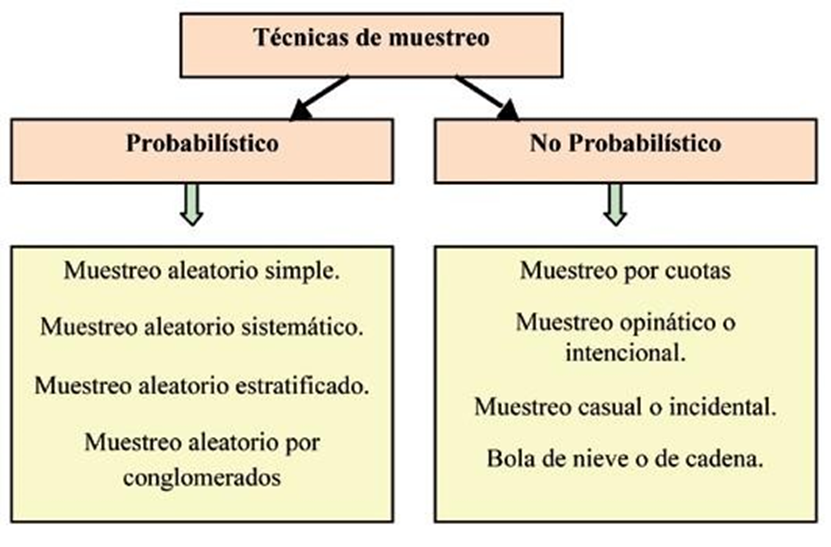 Técnicas de muestreo
Probabilístico
No Probabilístico
Muestreo aleatorio simple.
Muestreo aleatorio sistemático.
Muestreo aleatorio estratificado.
Muestreo aleatorio por
conglomerados
Muestreo por cuotas
Muestreo opinático o
intencional.
Muestreo casual o incidental.
Bola de nieve o de cadena.